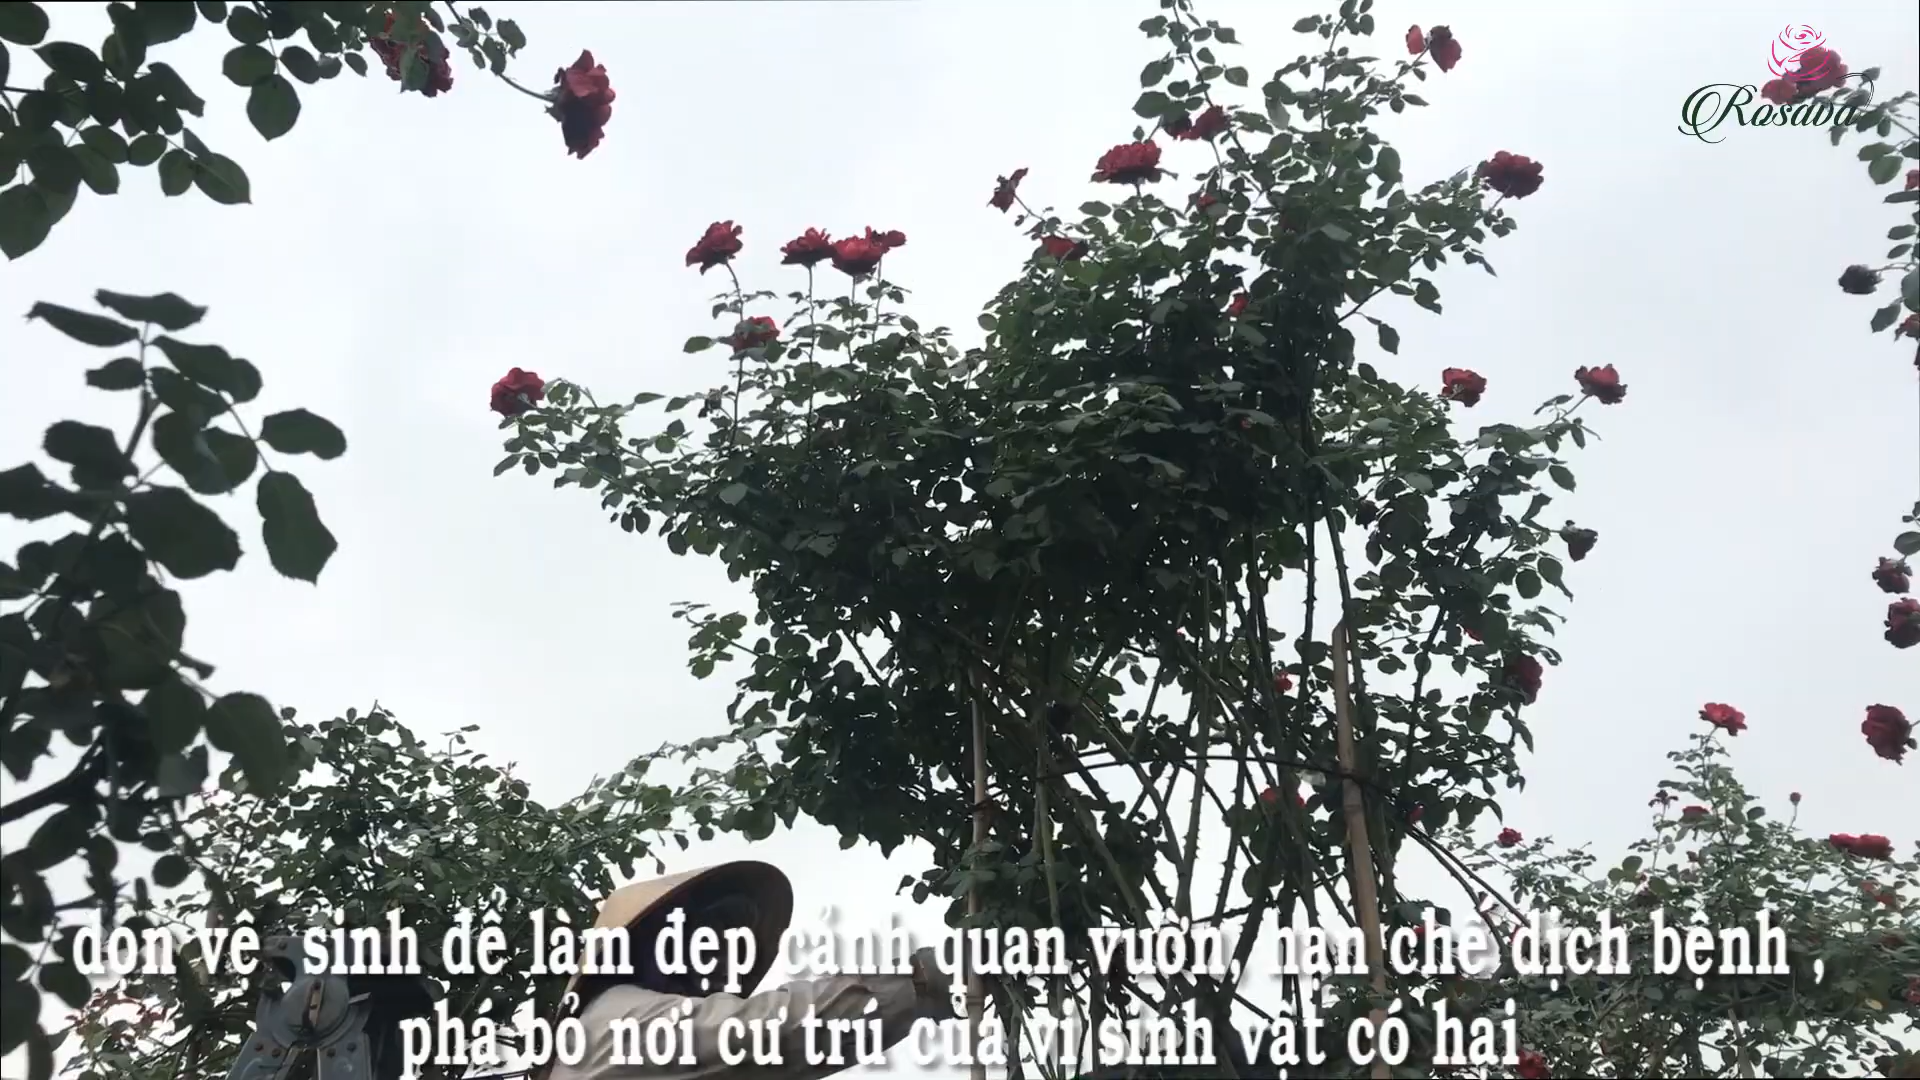 Rosava
dọn vệ sinh để làm đẹp cảnh quan vườn, hạn chế dịch bệnh ,
phá bỏ nơi cư trú của vi sinh vật có hại